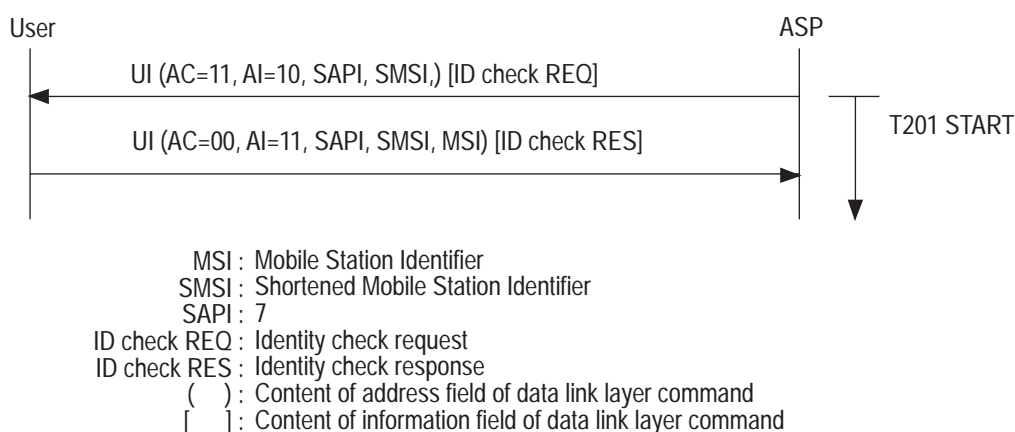 User ASP
UI (AC=11, AI=10, SAPI, SMSI,) [ID check REQ]
T201 START
UI (AC=00, AI=11, SAPI, SMSI, MSI) [ID check RES]
MSI : Mobile Station Identifier
SMSI : Shortened Mobile Station Identifier
SAPI : 7
ID check REQ : Identity check request
ID check RES : Identity check response
( ) : Content of address field of data link layer command
[ ] : Content of information field of data link layer command